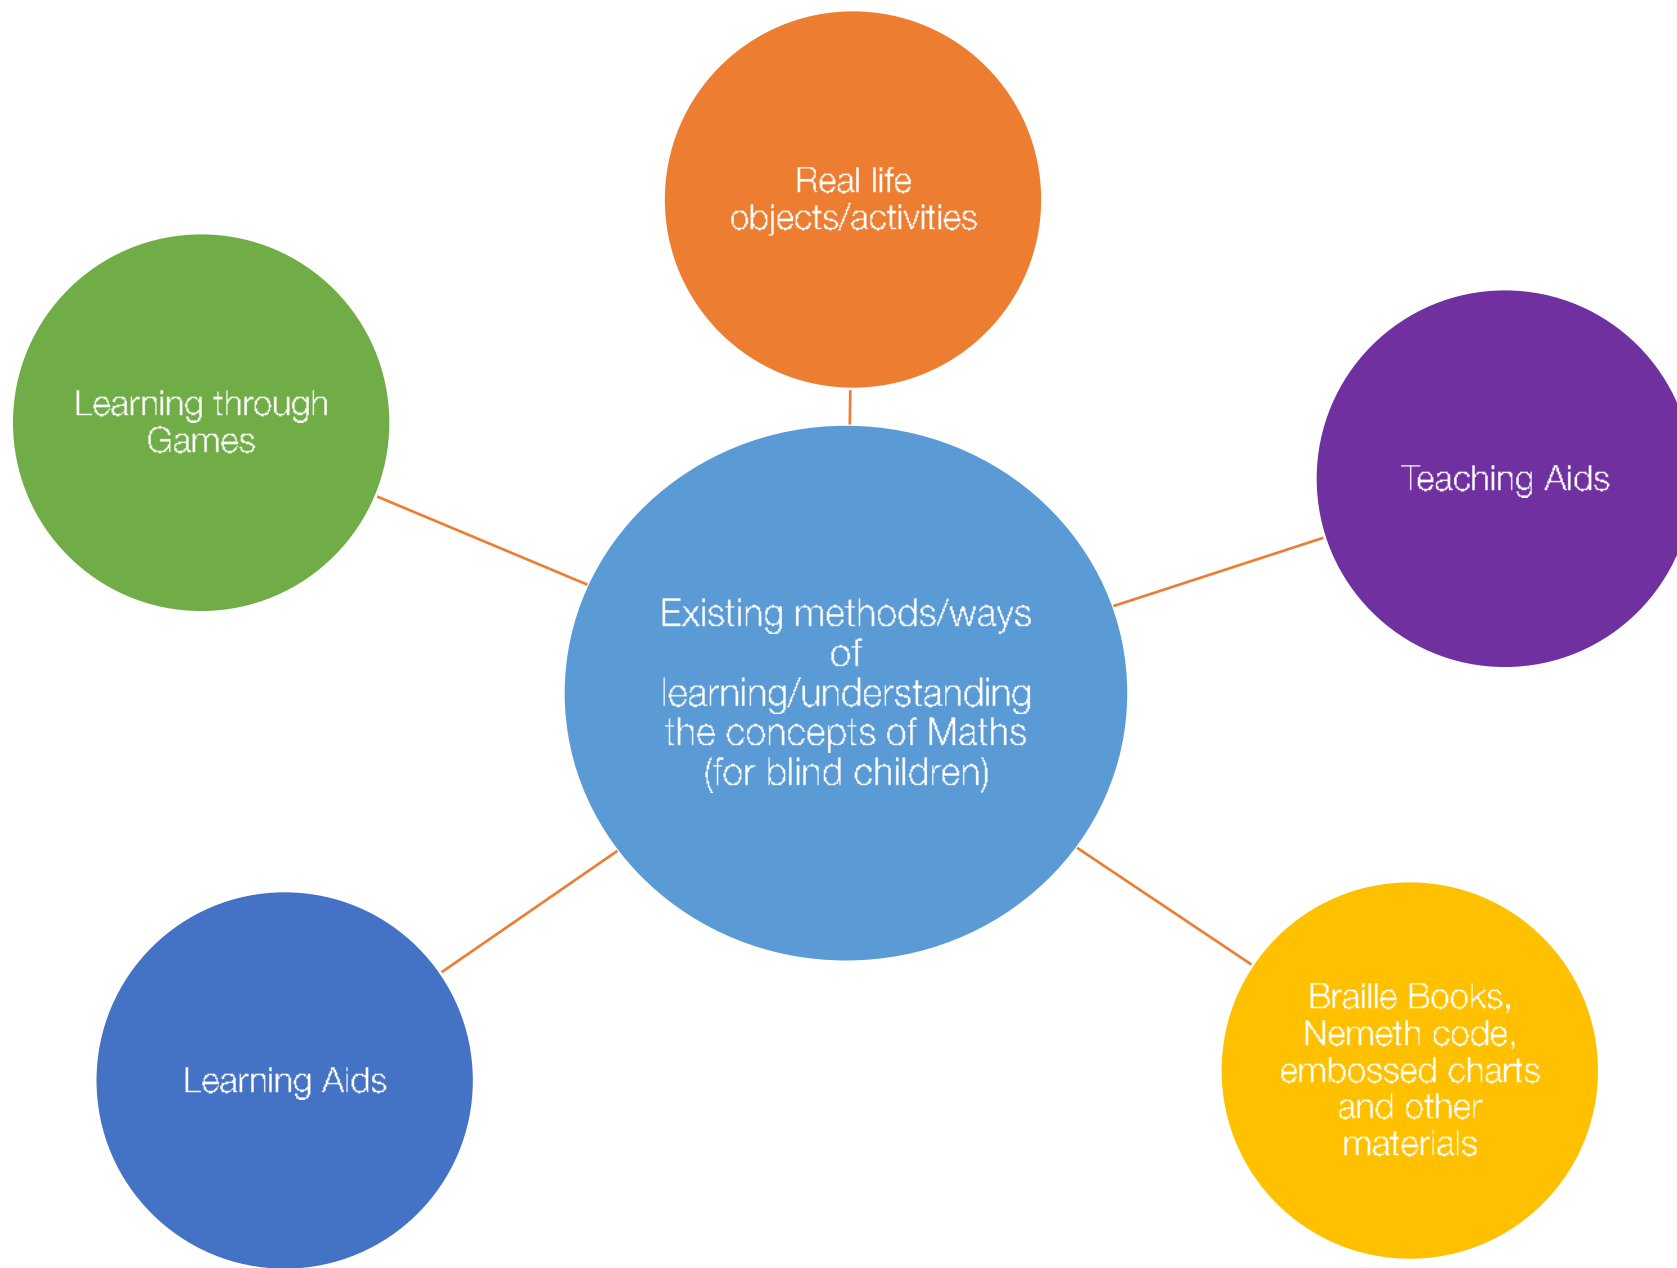 Real life
objects/activities
Learning through
Games
Teaching Aids
Existing methods/ways
of
learning/understanding
the concepts of Maths
(for blind children)
Learning Aids
Braille Books,
Nemeth code,
embossed charts
and other
materials